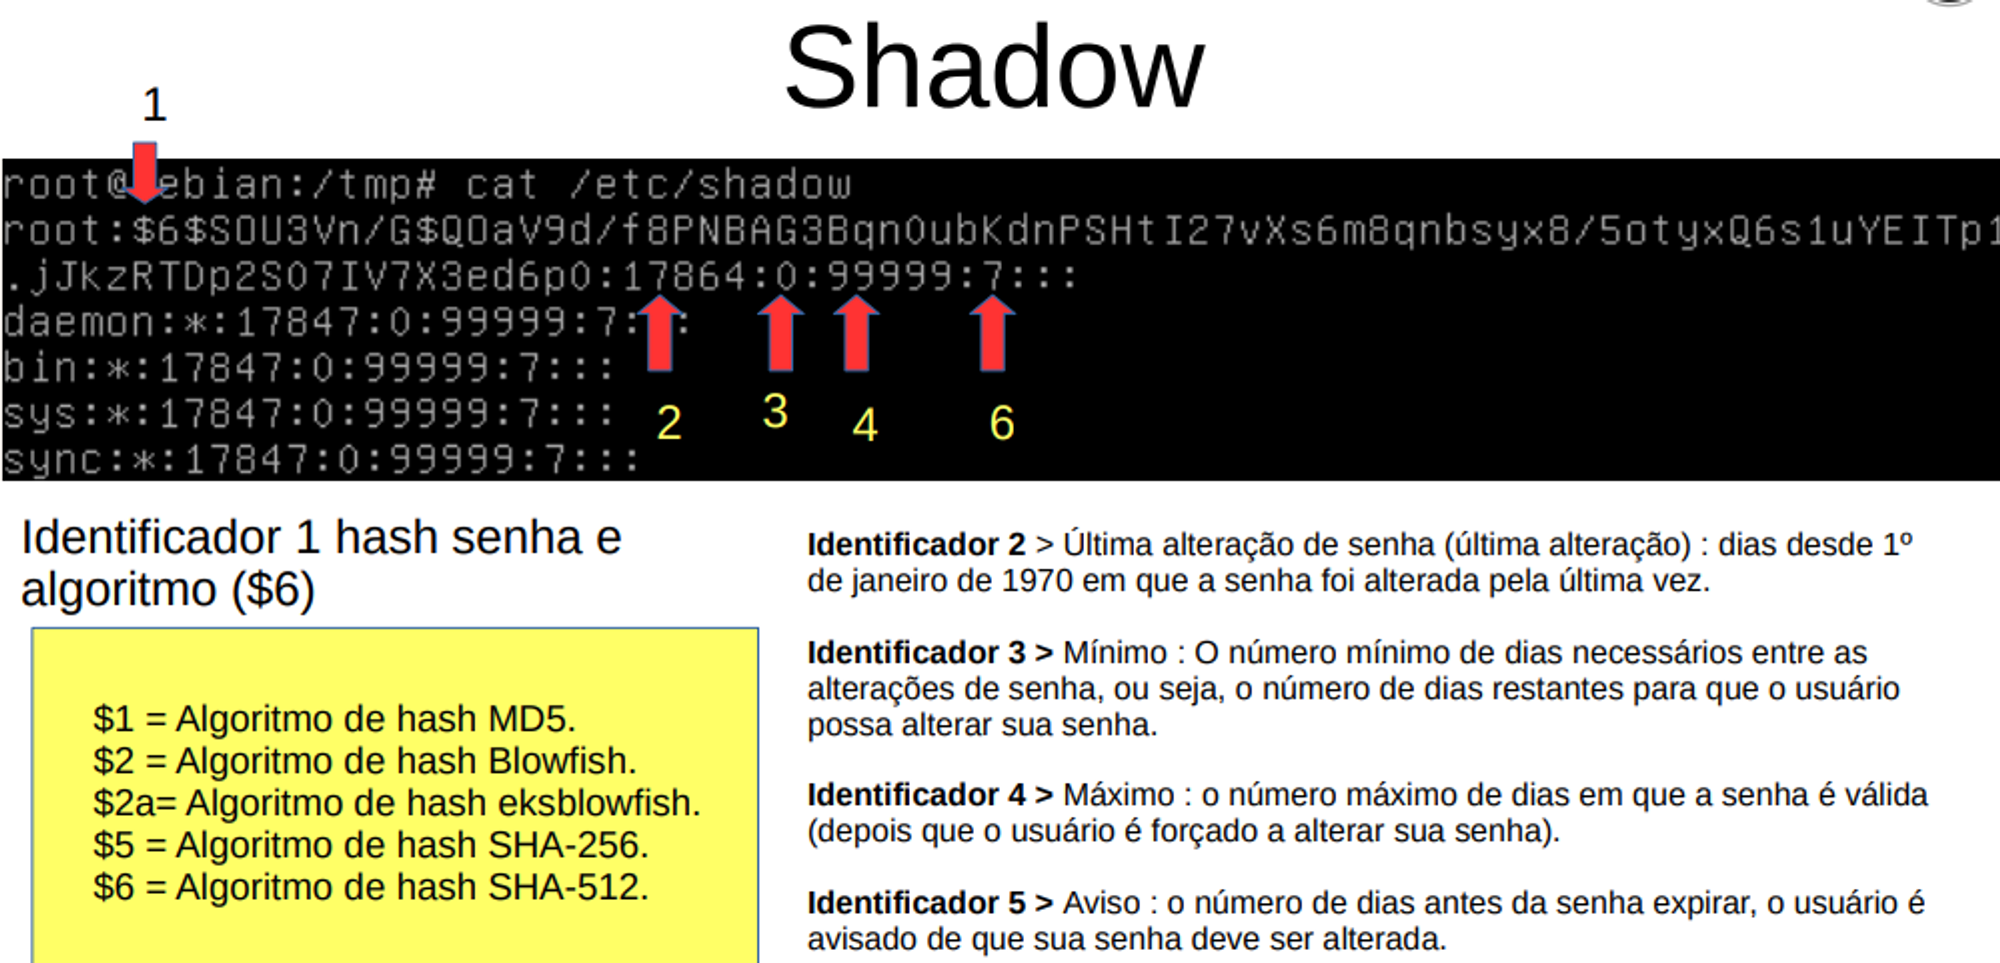 Shadow
1
root@ebian:/tmp# cat /etc/shadow
root:$6$SOU3Vn/G$QOaV9d/f8PNBAG3Bqn0ubKdnPSHtI27vXs6m8qnbsyx8/5otyxQ6s1uYEITp1
.jJKzRTDp2SO7IV7X3ed6p0:17864:0:99999:7:::
daemon:*:17847:0:99999:7:::
bin:*:17847:0:99999:7:::
sys:*:17847:0:99999:7:::
sync:*:17847:0:99999:7:::
2 3 4 6
Identificador 1 hash senha e
algoritmo ($6)
$1 = Algoritmo de hash MD5.
$2 = Algoritmo de hash Blowfish.
$2a= Algoritmo de hash eksblowfish.
$5 = Algoritmo de hash SHA-256.
$6 = Algoritmo de hash SHA-512.
Identificador 2 > Última alteração de senha (última alteração) : dias desde 1º
de janeiro de 1970 em que a senha foi alterada pela última vez.
Identificador 3 > Mínimo : O número mínimo de dias necessários entre as
alterações de senha, ou seja, o número de dias restantes para que o usuário
possa alterar sua senha.
Identificador 4 > Máximo : o número máximo de dias em que a senha é válida
(depois que o usuário é forçado a alterar sua senha).
Identificador 5 > Aviso : o número de dias antes da senha expirar, o usuário é
avisado de que sua senha deve ser alterada.